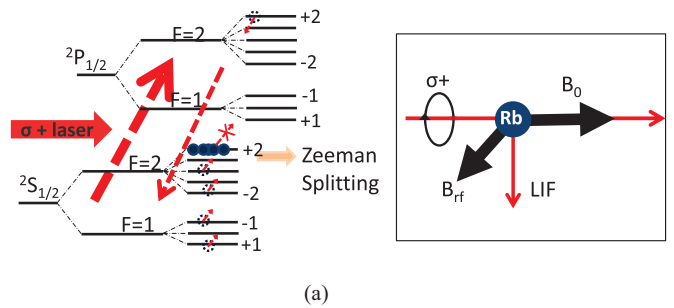 +2
F=2
-2
²P₁/₂
-1
F=1
+1
σ + laser
+2
F=2
-2
Zeeman
Splitting
²S₁/₂
-1
F=1
+1
σ+
Rb
B₀
Bᵣf
LIF
(a)